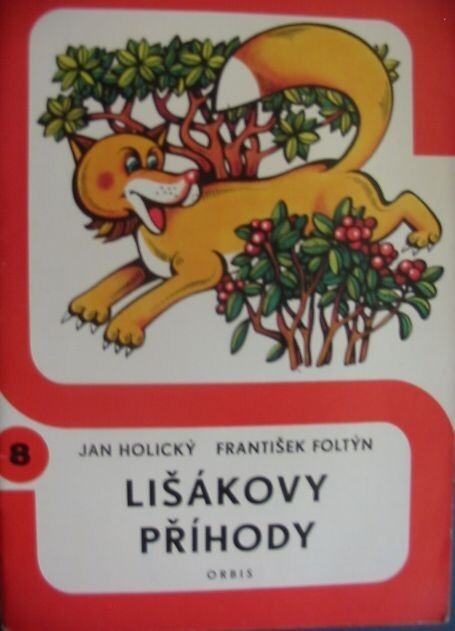 8
JAN HOLICKÝ FRANTIŠEK FOLTÝN
LIŠÁKOVY
PŘÍHODY
ORBIS